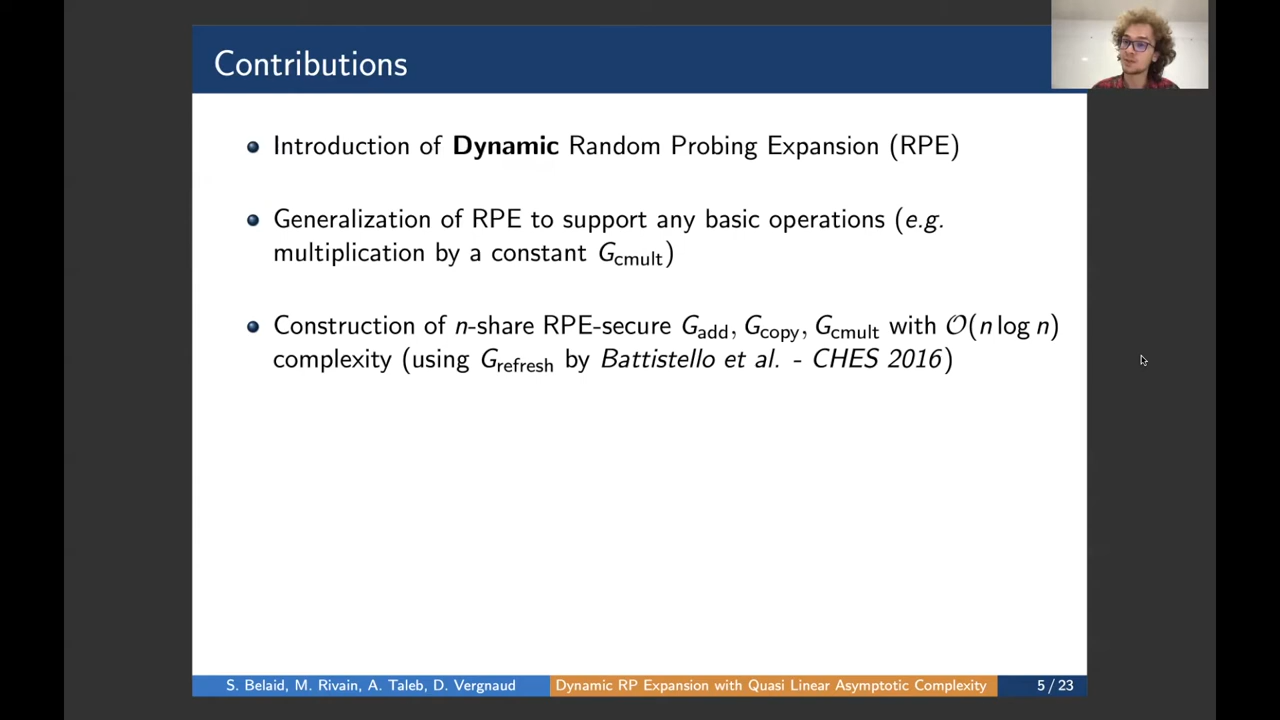 Contributions
Introduction of Dynamic Random Probing Expansion (RPE)
Generalization of RPE to support any basic operations (e.g.
multiplication by a constant G_cmult)
Construction of n-share RPE-secure G_add, G_copy, G_cmult with O(n log n)
complexity (using G_refresh by Battistello et al. - CHES 2016)
S. Belaid, M. Rivain, A. Taleb, D. Vergnaud
Dynamic RP Expansion with Quasi Linear Asymptotic Complexity
5 / 23